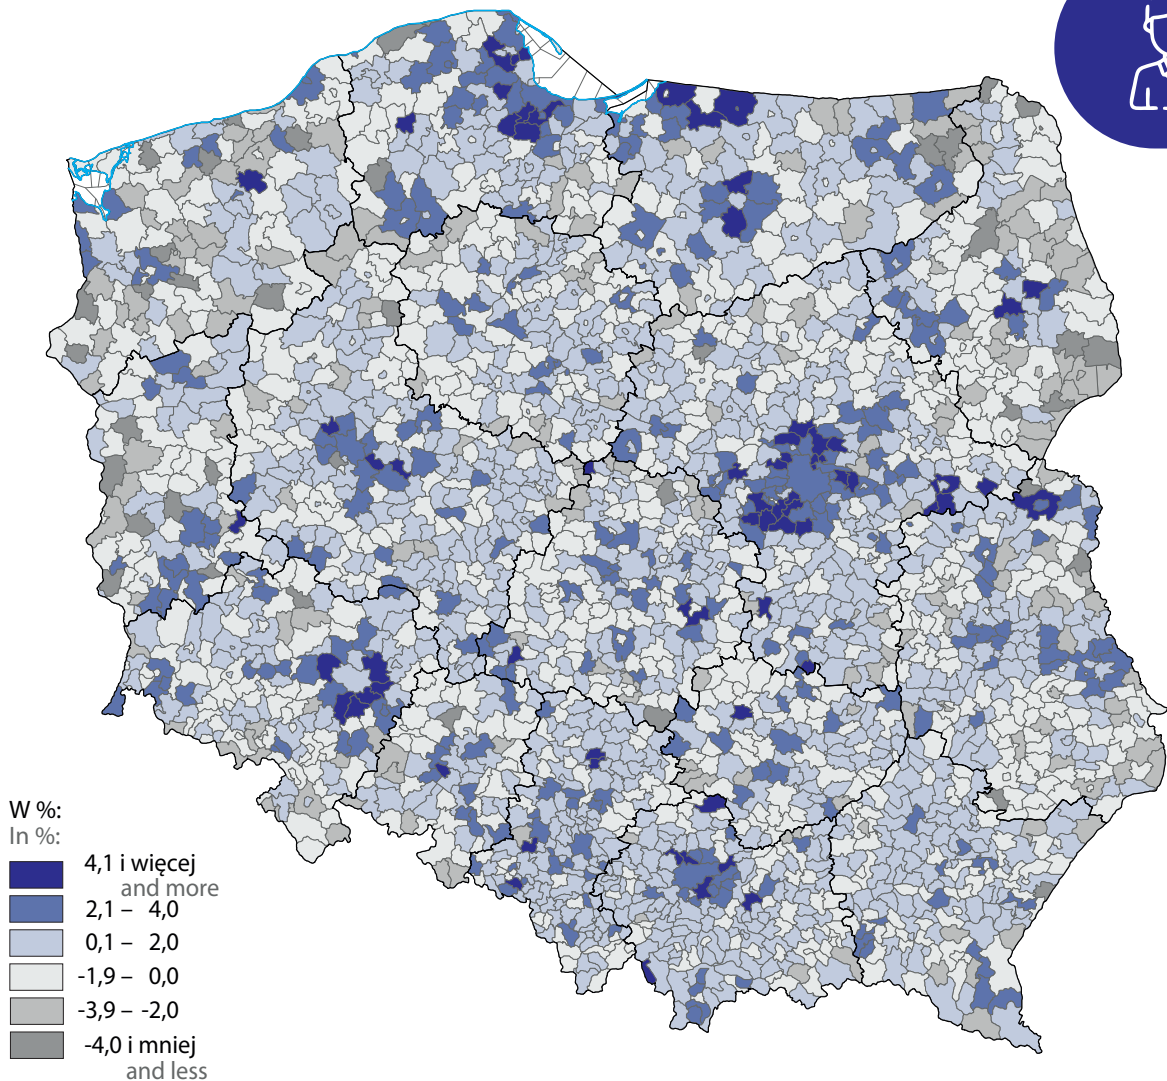 W %:
In %:
4,1 i więcej
and more
2,1 – 4,0
0,1 – 2,0
-1,9 – 0,0
-3,9 – -2,0
-4,0 i mniej
and less